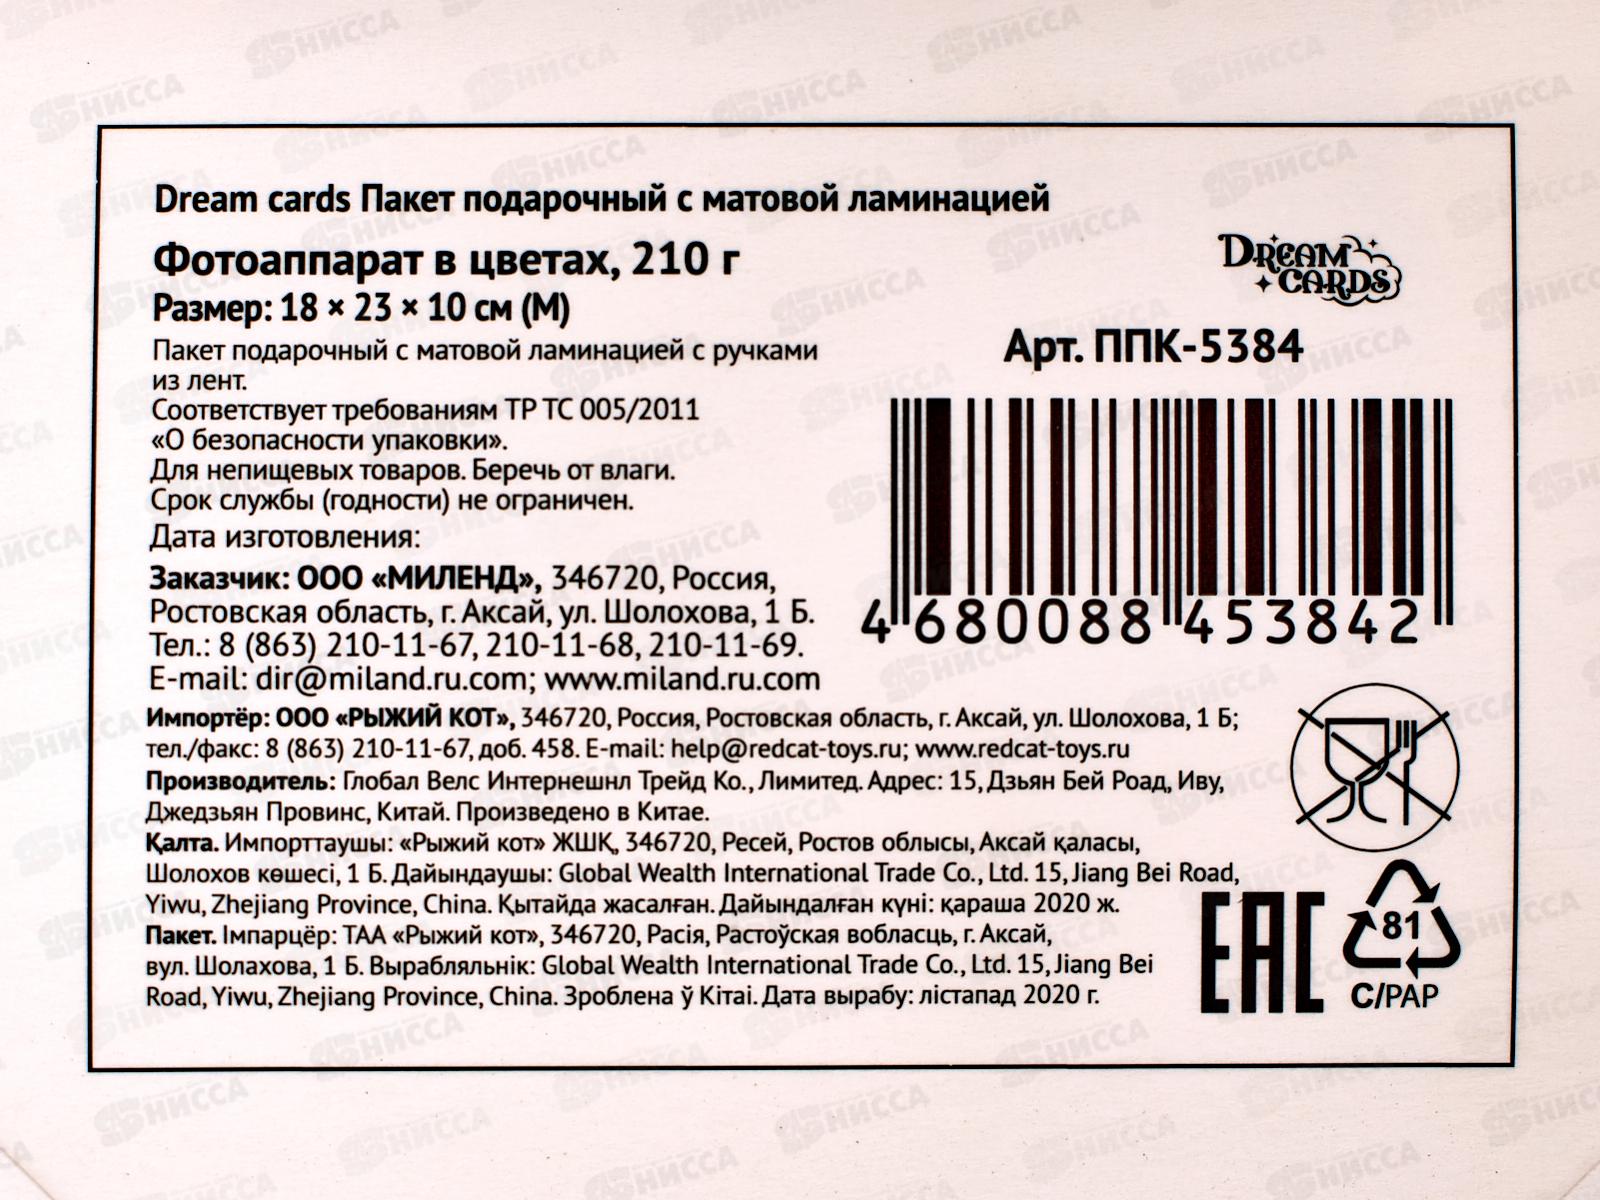 Dream cards Пакет подарочный с матовой ламинацией
Фотоаппарат в цветах, 210 г
Размер: 18 × 23 × 10 см (M)
Пакет подарочный с матовой ламинацией с ручками
из лент.
Соответствует требованиям ТР ТС 005/2011
«О безопасности упаковки».
Для непищевых товаров. Беречь от влаги.
Срок службы (годности) не ограничен.
Дата изготовления:
Заказчик: ООО «МИЛЕНД», 346720, Россия,
Ростовская область, г. Аксай, ул. Шолохова, 1 Б.
Тел.: 8 (863) 210-11-67, 210-11-68, 210-11-69.
E-mail: dir@miland.ru.com; www.miland.ru.com
DREAM
CARDS
Арт. ППК-5384
4 680088 453842
Импортёр: ООО «РЫЖИЙ КОТ», 346720, Россия, Ростовская область, г. Аксай, ул. Шолохова, 1 Б;
тел./факс: 8 (863) 210-11-67, доб. 458. E-mail: help@redcat-toys.ru; www.redcat-toys.ru
Производитель: Глобал Велс Интернешнл Трейд Ко., Лимитед. Адрес: 15, Дзьян Бей Роад, Иву,
Джедзьян Провинс, Китай. Произведено в Китае.
Қалта. Импорттаушы: «Рыжий кот» ЖШҚ, 346720, Ресей, Ростов облысы, Аксай қаласы,
Шолохов көшесі, 1 Б. Дайындаушы: Global Wealth International Trade Co., Ltd. 15, Jiang Bei Road,
Yiwu, Zhejiang Province, China. Қытайда жасалған. Дайындалған күні: қараша 2020 ж.
Пакет. Імпарцёр: ТАА «Рыжий кот», 346720, Расія, Растоўская вобласць, г. Аксай,
вул. Шолахова, 1 Б. Вырабляльнік: Global Wealth International Trade Co., Ltd. 15, Jiang Bei
Road, Yiwu, Zhejiang Province, China. Зроблена ў Кітаі. Дата вырабу: лістапад 2020 г.
EAC
81
C/PAP
НИССА